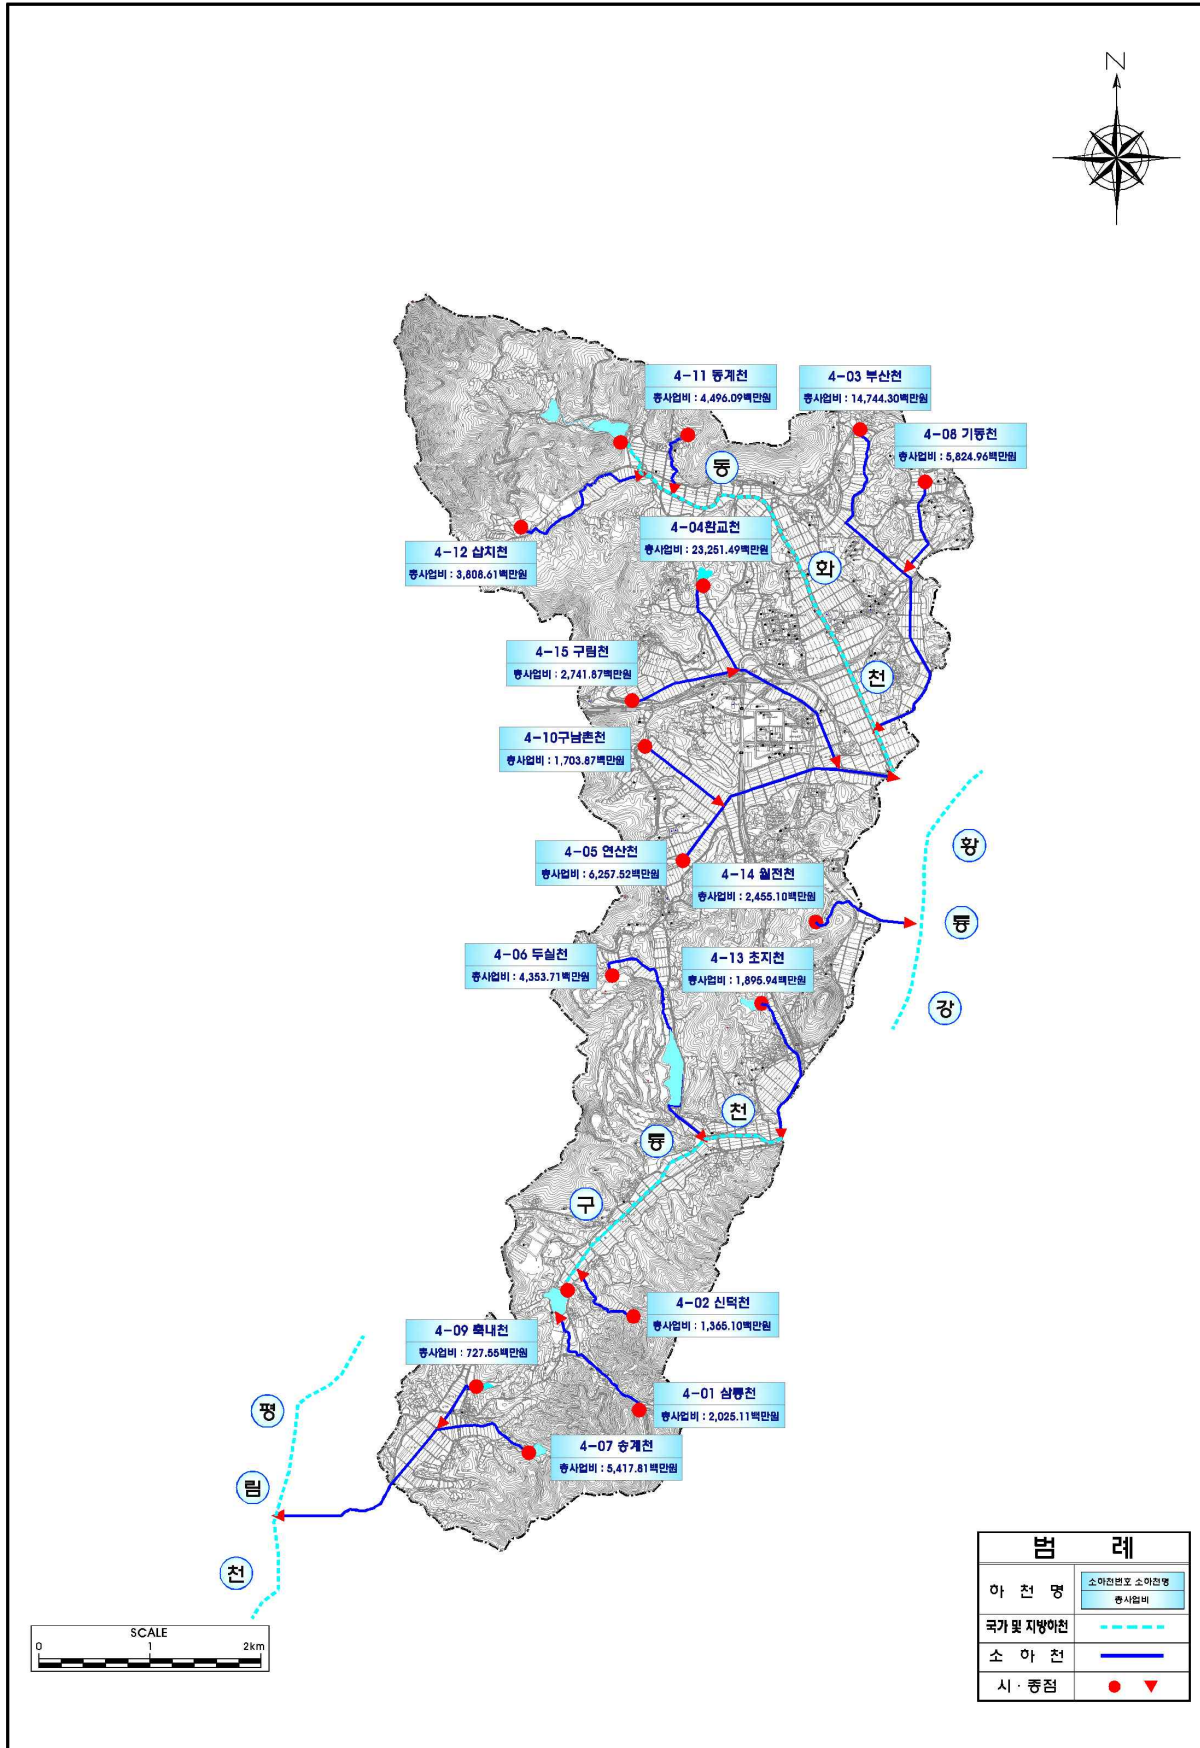 N
4-11 동계천
총사업비 : 4,496.09백만원
4-03 부산천
총사업비 : 14,744.30백만원
4-08 기동천
총사업비 : 5,824.96백만원
동
4-04환교천
총사업비 : 23,251.49백만원
4-12 삽치천
총사업비 : 3,808.61백만원
화
4-15 구림천
총사업비 : 2,741.87백만원
천
4-10구남촌천
총사업비 : 1,703.87백만원
4-05 연산천
총사업비 : 6,257.52백만원
4-14 월전천
총사업비 : 2,455.10백만원
황
룡
강
4-06 두실천
총사업비 : 4,353.71백만원
4-13 초지천
총사업비 : 1,895.94백만원
천
룡
구
4-02 신덕천
총사업비 : 1,365.10백만원
4-09 죽내천
총사업비 : 727.55백만원
4-01 삼룡천
총사업비 : 2,025.11백만원
4-07 송계천
총사업비 : 5,417.81백만원
평
림
천
SCALE
0 1 2km
범 례
하 천 명
소하천번호 소하천명
총사업비
국가 및 지방하천
소 하 천
시 · 종점